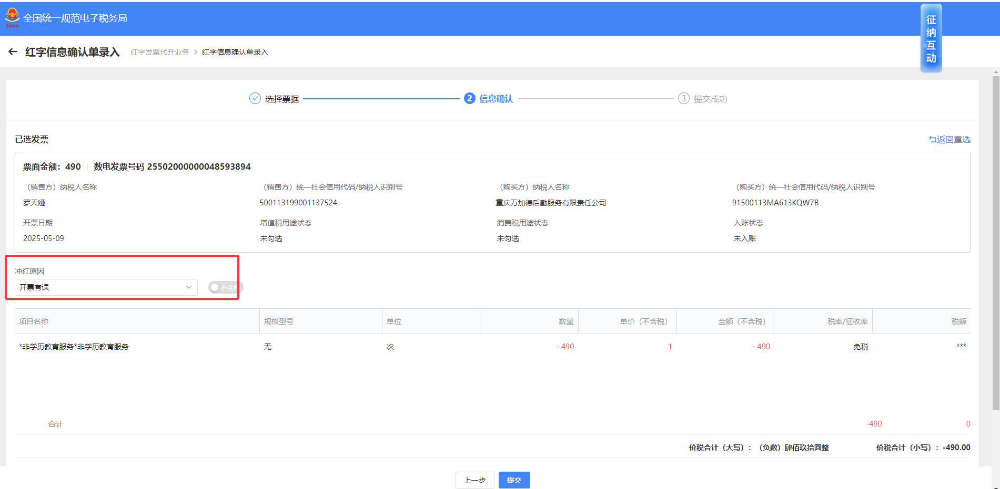 全国统一规范电子税务局
征纳互动
红字信息确认单录入 红字发票代开业务 > 红字信息确认单录入
选择票据 2 信息确认 3 提交成功
已选发票 返回重选
票面金额：490 数电发票号码 25502000000048593894
（销售方）纳税人名称 （销售方）统一社会信用代码/纳税人识别号 （购买方）纳税人名称 （购买方）统一社会信用代码/纳税人识别号
罗天娅 500113199001137524 重庆万加德后勤服务有限责任公司 91500113MA613KQW7B
开票日期 增值税用途状态 消费税用途状态 入账状态
2025-05-09 未勾选 未勾选 未入账
冲红原因
开票有误 不含税
项目名称 规格型号 单位 数量 单价（不含税） 金额（不含税） 税率/征收率 税额
*非学历教育服务*非学历教育服务 无 次 -490 1 -490 免税 ***
合计 -490 0
价税合计（大写）：（负数）肆佰玖拾圆整 价税合计（小写）：-490.00
上一步 提交